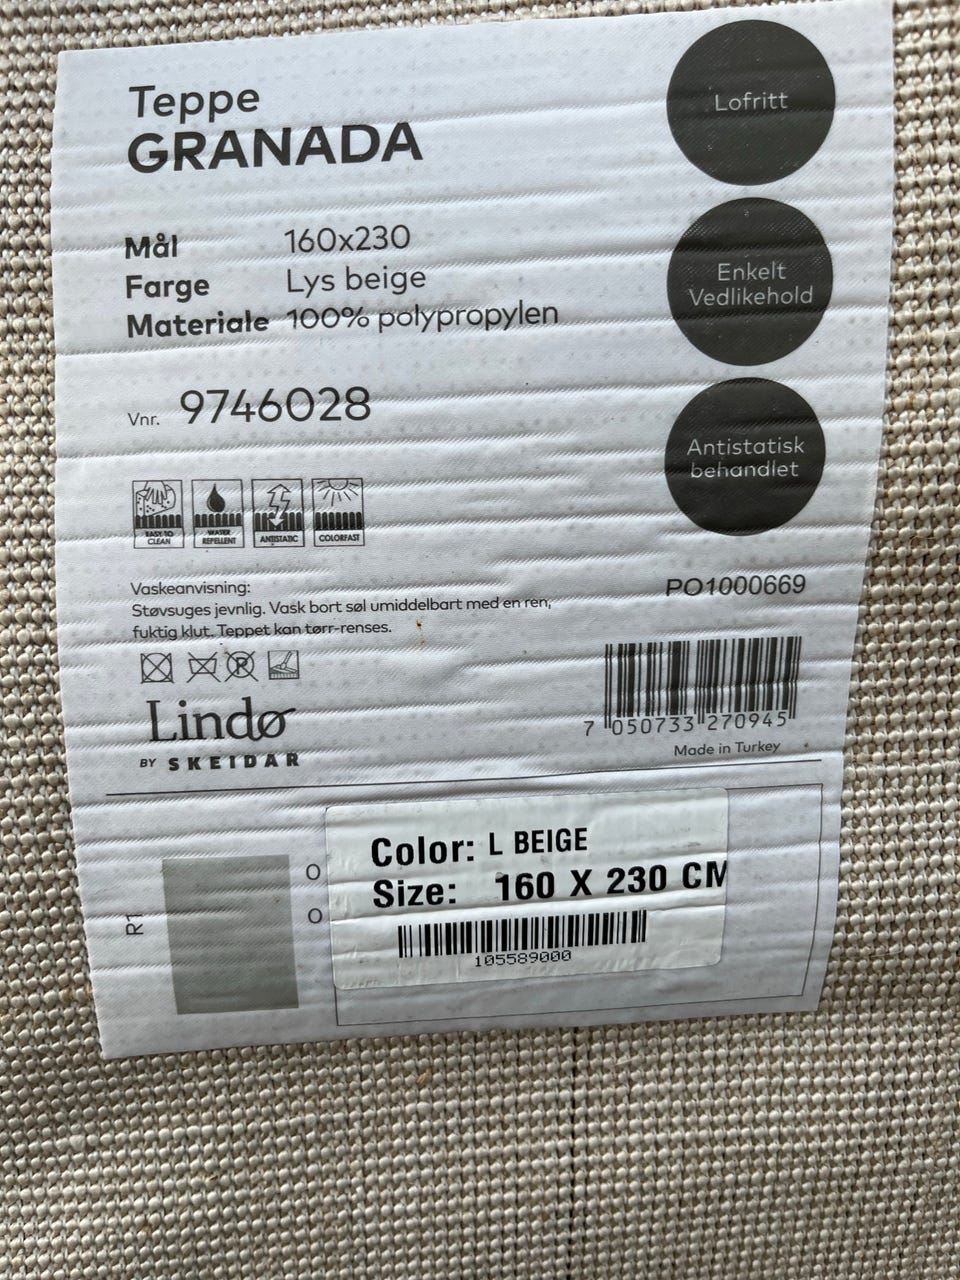 Teppe
GRANADA
Lofritt
Mål 160x230
Farge Lys beige
Materiale 100% polypropylen
Enkelt
Vedlikehold
Vnr. 9746028
Antistatisk
behandlet
EASY TO
CLEAN
WATER
REPELLENT
ANTISTATIC
COLORFAST
Vaskeanvisning:
Støvsuges jevnlig. Vask bort søl umiddelbart med en ren,
fuktig klut. Teppet kan tørr-renses.
PO1000669
P
Lindø
BY SKEIDAR
7 050733 270945
Made in Turkey
R1
O
O
Color: L BEIGE
Size: 160 X 230 CM
105589000